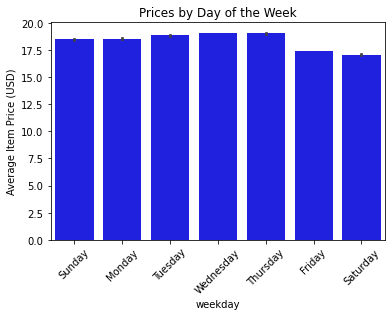 Prices by Day of the Week
Average Item Price (USD)
20.0
17.5
15.0
12.5
10.0
7.5
5.0
2.5
0.0
Sunday
Monday
Tuesday
Wednesday
Thursday
Friday
Saturday
weekday